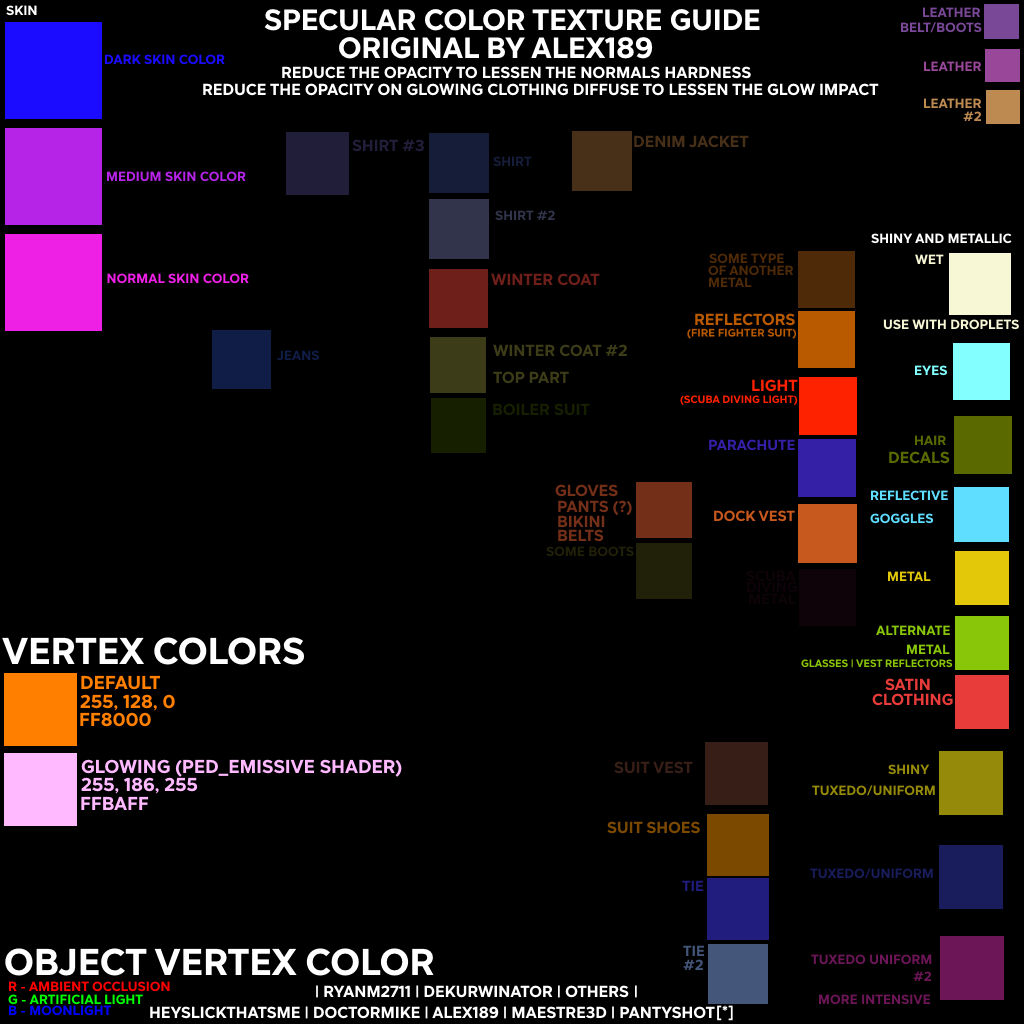 SKIN
SPECULAR COLOR TEXTURE GUIDE
ORIGINAL BY ALEX189
REDUCE THE OPACITY TO LESSEN THE NORMALS HARDNESS
REDUCE THE OPACITY ON GLOWING CLOTHING DIFFUSE TO LESSEN THE GLOW IMPACT
LEATHER
BELT/BOOTS
LEATHER
LEATHER
#2
DARK SKIN COLOR
MEDIUM SKIN COLOR
NORMAL SKIN COLOR
SHIRT #3
SHIRT
DENIM JACKET
SHIRT #2
WINTER COAT
JEANS
WINTER COAT #2
TOP PART
BOILER SUIT
SHINY AND METALLIC
WET
USE WITH DROPLETS
SOME TYPE
OF ANOTHER
METAL
REFLECTORS
(FIRE FIGHTER SUIT)
LIGHT
(SCUBA DIVING LIGHT)
PARACHUTE
DOCK VEST
SCUBA
DIVING
METAL
EYES
HAIR
DECALS
REFLECTIVE
GOGGLES
METAL
ALTERNATE
METAL
GLASSES | VEST REFLECTORS
SATIN
CLOTHING
GLOVES
PANTS (?)
BIKINI
BELTS
SOME BOOTS
VERTEX COLORS
DEFAULT
255, 128, 0
FF8000
GLOWING (PED_EMISSIVE SHADER)
255, 186, 255
FFBAFF
SUIT VEST
SUIT SHOES
TIE
TIE
#2
SHINY
TUXEDO/UNIFORM
TUXEDO/UNIFORM
TUXEDO UNIFORM
#2
MORE INTENSIVE
OBJECT VERTEX COLOR
R - AMBIENT OCCLUSION
G - ARTIFICIAL LIGHT
B - MOONLIGHT
| RYANM2711 | DEKURWINATOR | OTHERS |
HEYSLICKTHATSME | DOCTORMIKE | ALEX189 | MAESTRE3D | PANTYSHOT[*]